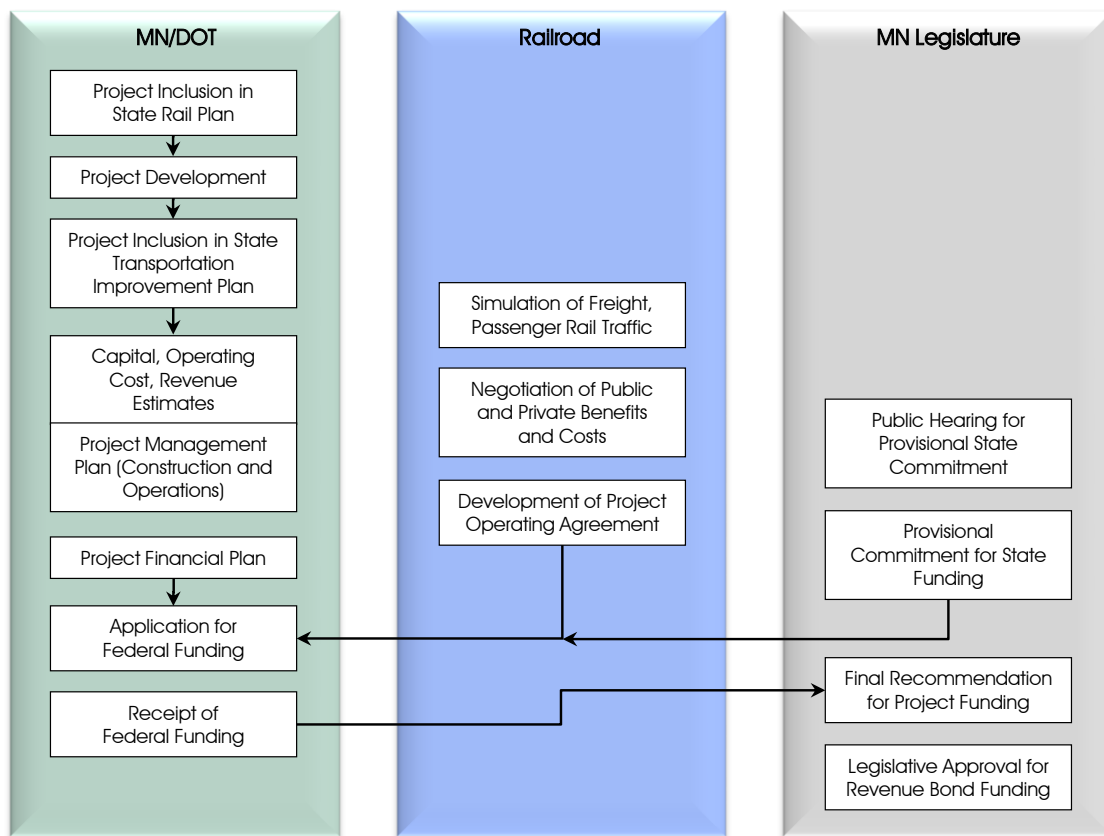 MN/DOT
Project Inclusion in
State Rail Plan
Project Development
Project Inclusion in State
Transportation
Improvement Plan
Capital, Operating
Cost, Revenue
Estimates
Project Management
Plan (Construction and
Operations)
Project Financial Plan
Application for
Federal Funding
Receipt of
Federal Funding
Railroad
Simulation of Freight,
Passenger Rail Traffic
Negotiation of Public
and Private Benefits
and Costs
Development of Project
Operating Agreement
MN Legislature
Public Hearing for
Provisional State
Commitment
Provisional
Commitment for State
Funding
Final Recommendation
for Project Funding
Legislative Approval for
Revenue Bond Funding